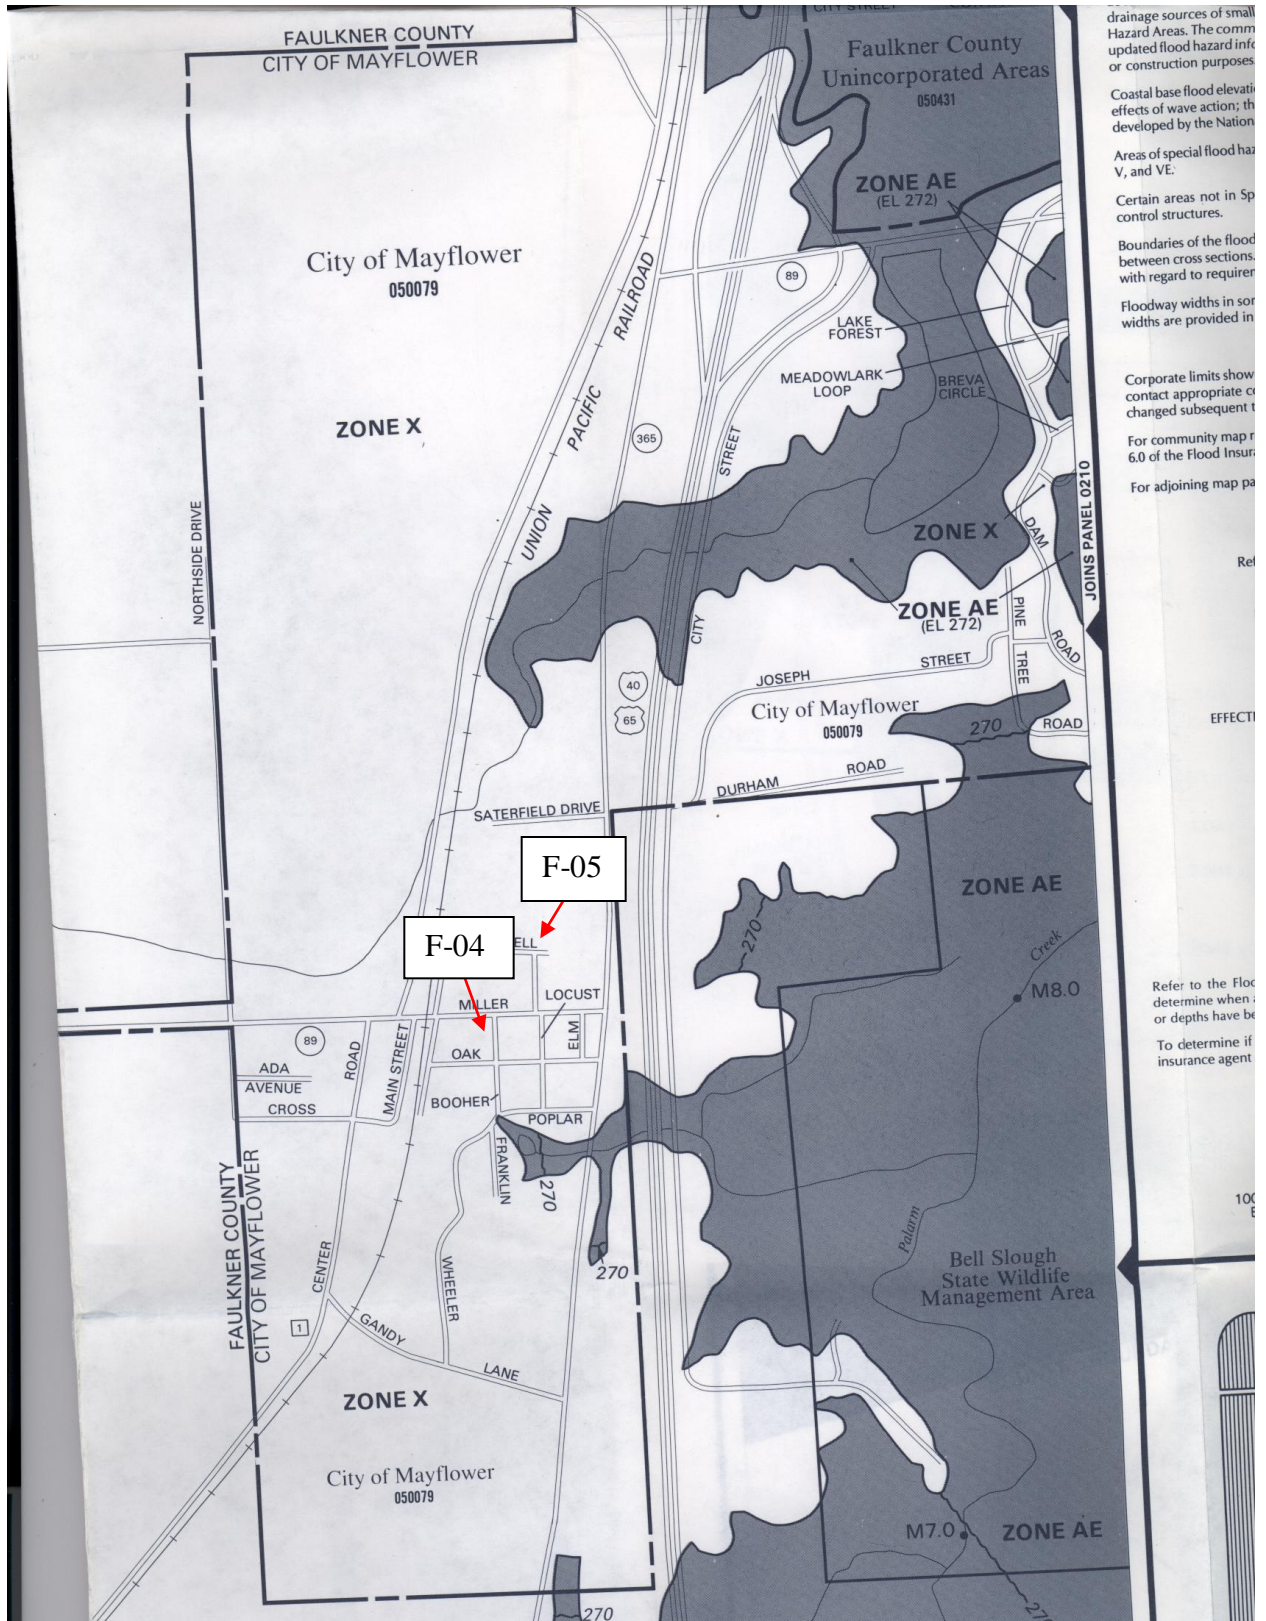 FAULKNER COUNTY
CITY OF MAYFLOWER
CITY STREET
Faulkner County
Unincorporated Areas
050431
ZONE AE
(EL 272)
City of Mayflower
050079
ZONE X
UNION PACIFIC RAILROAD
89
LAKE
FOREST
MEADOWLARK
LOOP
BREVA
CIRCLE
365
CITY STREET
NORTHSIDE DRIVE
ZONE X
DAM ROAD
ZONE AE
(EL 272)
PINE TREE
ROAD
JOSEPH STREET
40
65
City of Mayflower
050079
270
DURHAM ROAD
SATERFIELD DRIVE
F-05
F-04
ELL
MILLER
LOCUST
ELM
OAK
BOOHER
POPLAR
FRANKLIN
270
270
270
ZONE AE
Creek
M8.0
89
ADA
AVENUE
CROSS
ROAD
MAIN STREET
FAULKNER COUNTY
CITY OF MAYFLOWER
CENTER
WHEELER
1
GANDY LANE
Palarm
Bell Slough
State Wildlife
Management Area
ZONE X
City of Mayflower
050079
M7.0
ZONE AE
270
270
JOINS PANEL 0210
drainage sources of small
Hazard Areas. The comm
updated flood hazard info
or construction purposes.
Coastal base flood elevati
effects of wave action; th
developed by the Nation
Areas of special flood haz
V, and VE.
Certain areas not in Sp
control structures.
Boundaries of the flood
between cross sections.
with regard to requirem
Floodway widths in som
widths are provided in
Corporate limits show
contact appropriate co
changed subsequent t
For community map r
6.0 of the Flood Insura
For adjoining map pa
Ref
EFFECTI
Refer to the Floo
determine when a
or depths have be
To determine if
insurance agent
100